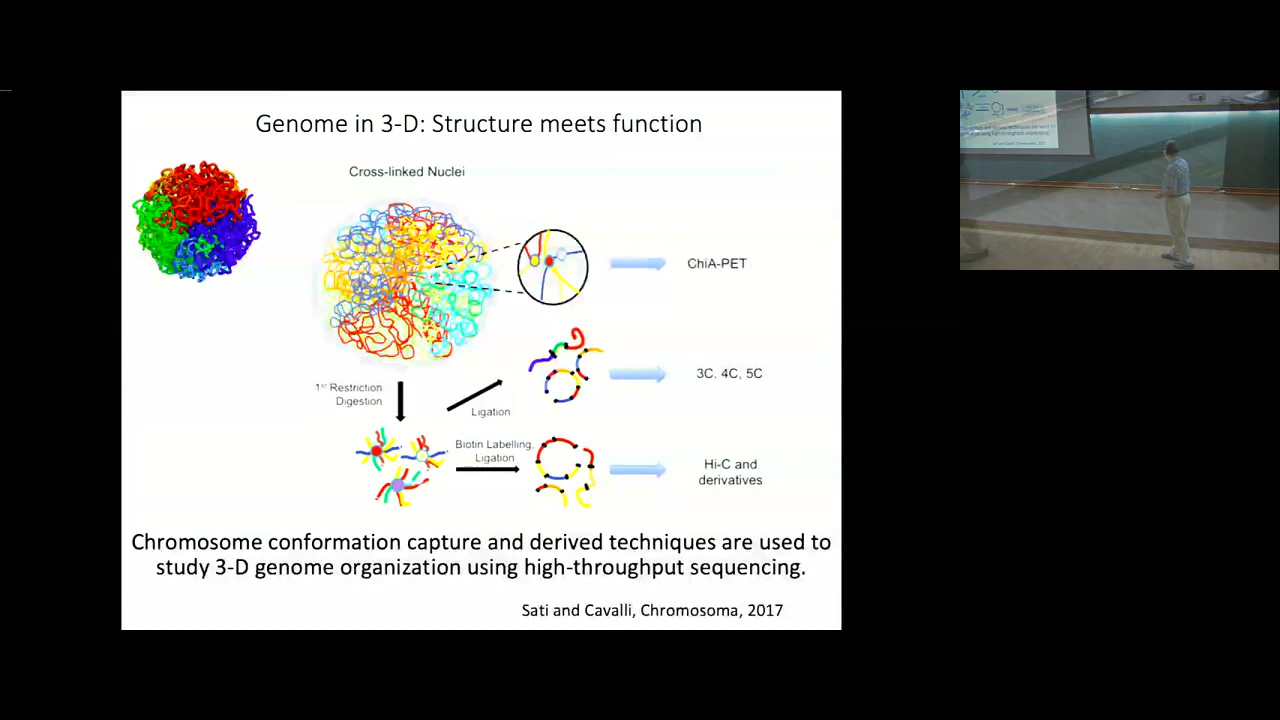 Genome in 3-D: Structure meets function
Cross-linked Nuclei
ChiA-PET
1st Restriction
Digestion
Ligation
3C. 4C, 5C
Biotin Labelling,
Ligation
Hi-C and
derivatives
Chromosome conformation capture and derived techniques are used to
study 3-D genome organization using high-throughput sequencing.
Sati and Cavalli, Chromosoma, 2017